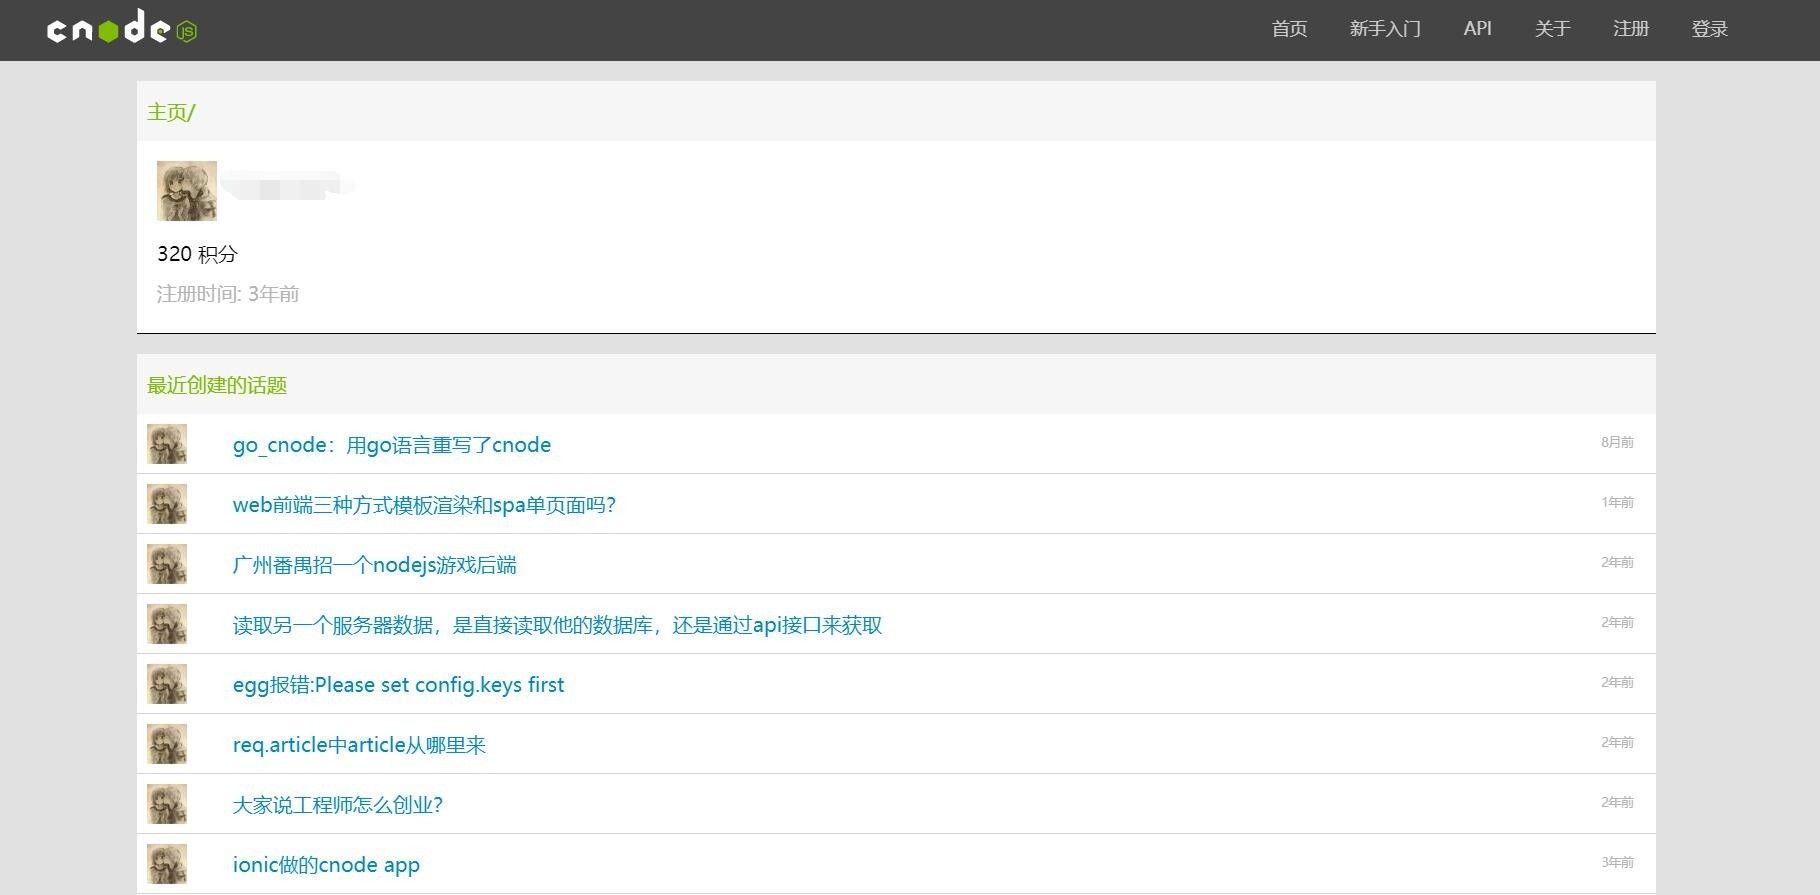 cnode JS
首页 新手入门 API 关于 注册 登录
主页/
320 积分
注册时间: 3年前
最近创建的话题
go_cnode：用go语言重写了cnode 8月前
web前端三种方式模板渲染和spa单页面吗？ 1年前
广州番禺招一个nodejs游戏后端 2年前
读取另一个服务器数据，是直接读取他的数据库，还是通过api接口来获取 2年前
egg报错:Please set config.keys first 2年前
req.article中article从哪里来 2年前
大家说工程师怎么创业？ 2年前
ionic做的cnode app 3年前